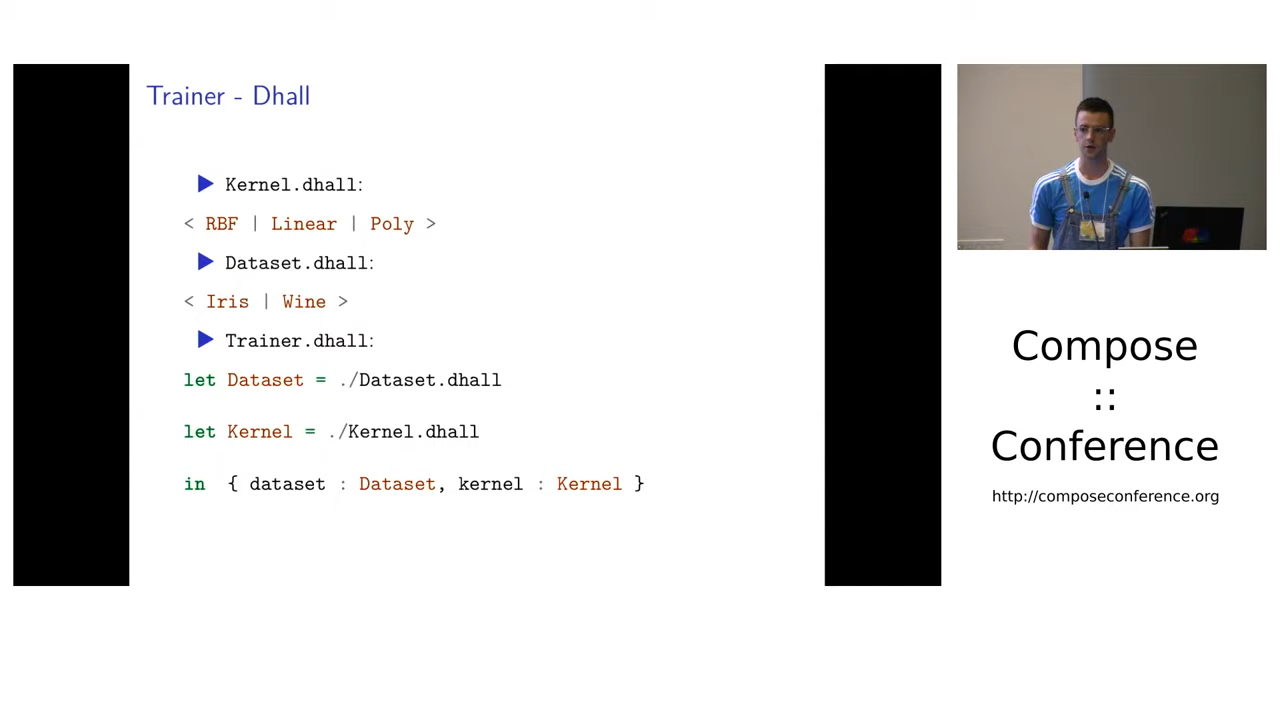 Trainer - Dhall
Kernel.dhall:
< RBF | Linear | Poly >
Dataset.dhall:
< Iris | Wine >
Trainer.dhall:
let Dataset = ./Dataset.dhall
let Kernel = ./Kernel.dhall
in { dataset : Dataset, kernel : Kernel }
Compose
::
Conference
http://composeconference.org